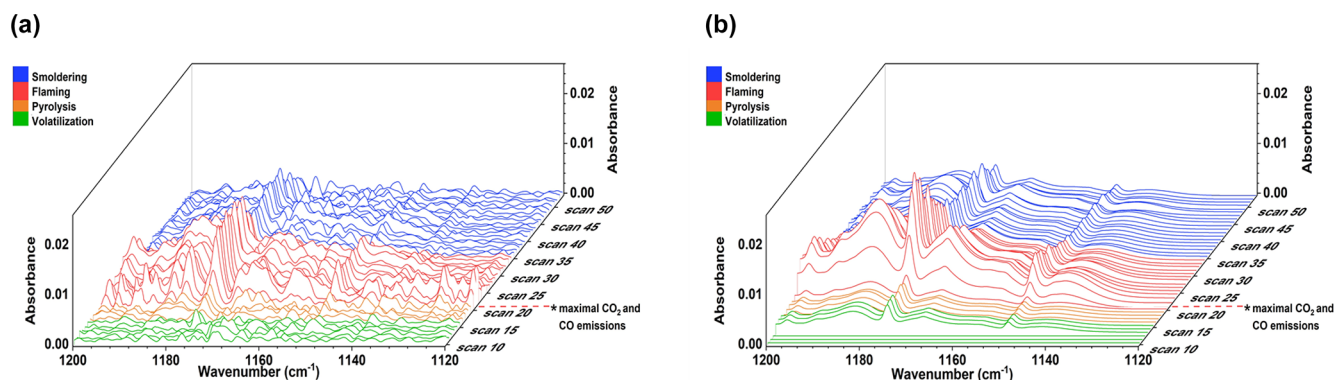 (a)
Smoldering
Flaming
Pyrolysis
Volatilization
0.02
0.01
0.00
Absorbance
scan 50
scan 45
scan 40
scan 35
scan 30
scan 25
scan 20
scan 15
scan 10
* maximal CO₂ and
CO emissions
Absorbance
0.02
0.01
0.00
1200 1180 1160 1140 1120
Wavenumber (cm⁻¹)
(b)
Smoldering
Flaming
Pyrolysis
Volatilization
0.02
0.01
0.00
Absorbance
scan 50
scan 45
scan 40
scan 35
scan 30
scan 25
scan 20
scan 15
scan 10
* maximal CO₂ and
CO emissions
Absorbance
0.02
0.01
0.00
1200 1180 1160 1140 1120
Wavenumber (cm⁻¹)